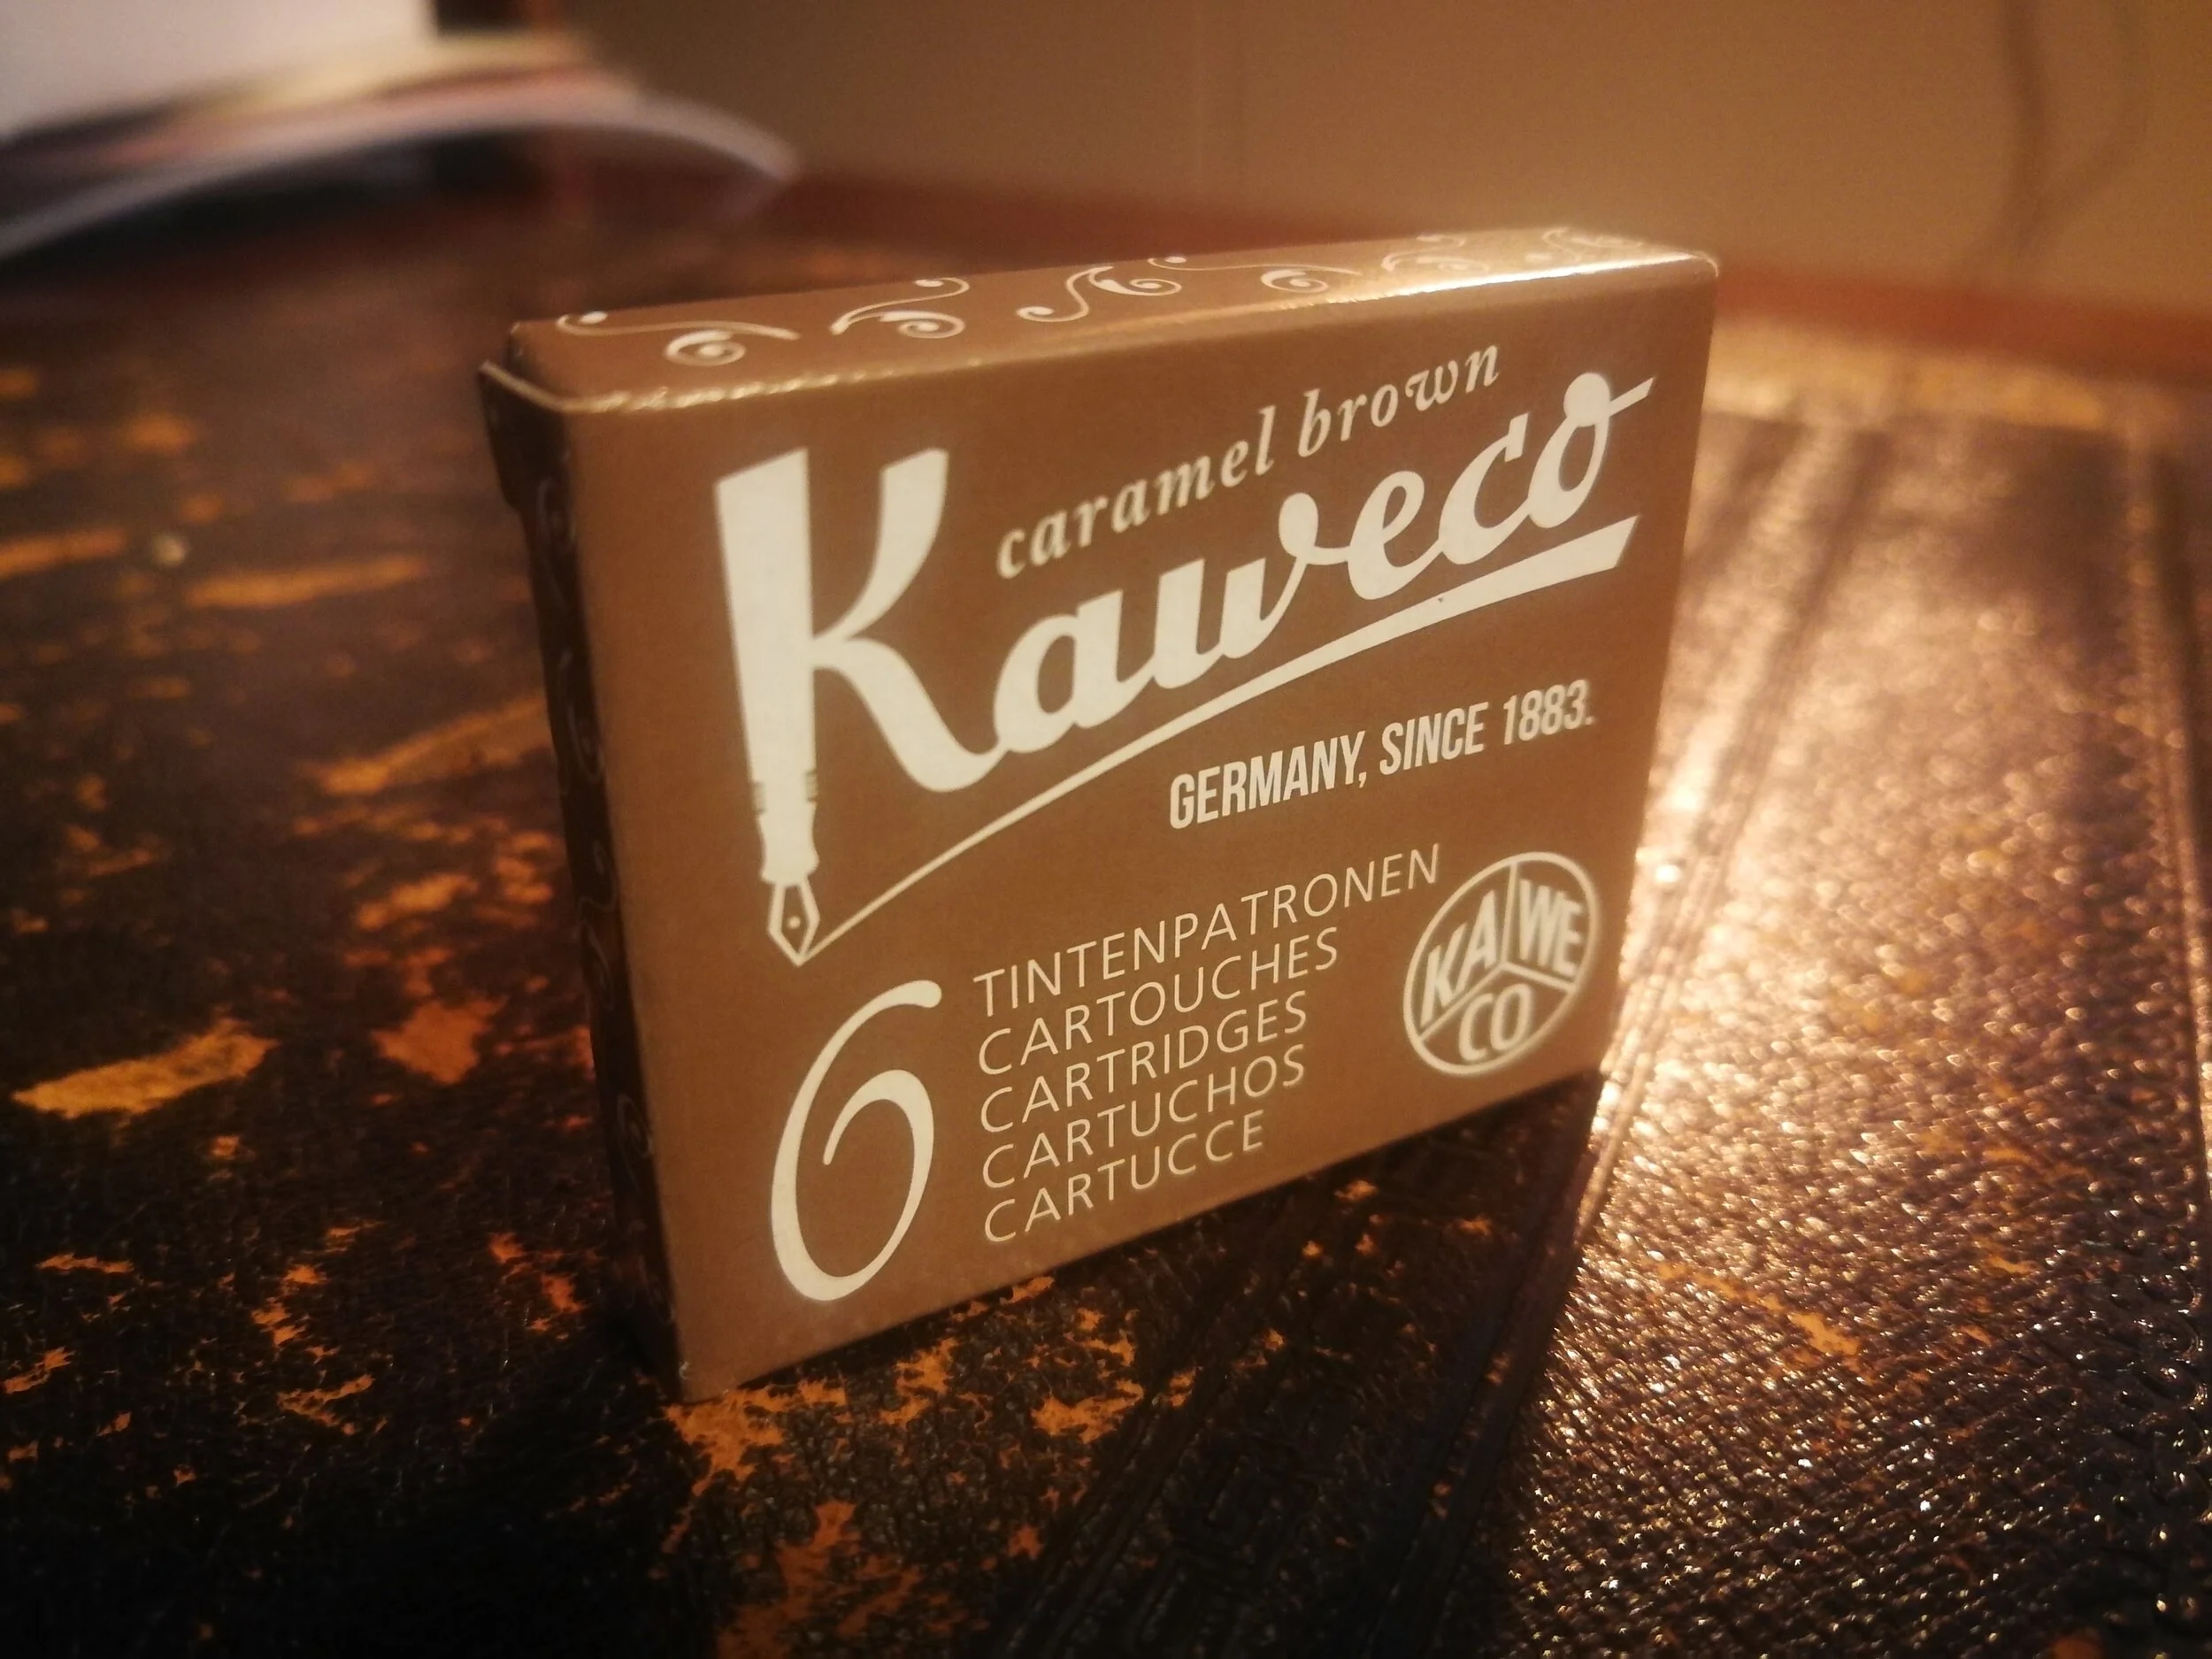 caramel brown
Kaweco
GERMANY, SINCE 1883.
6
TINTENPATRONEN
CARTOUCHES
CARTRIDGES
CARTUCHOS
CARTUCCE
KA WE
CO